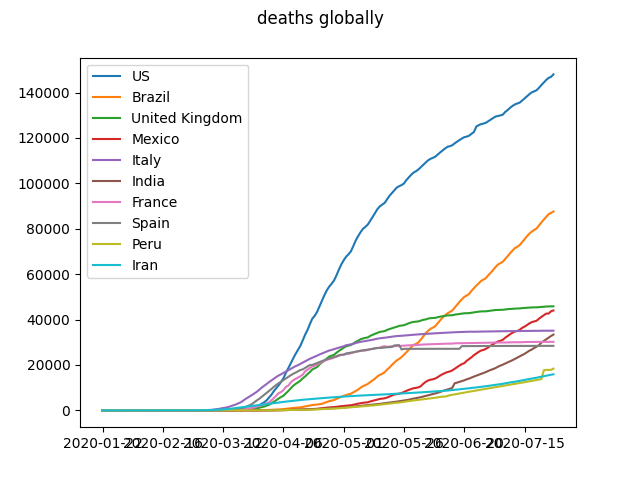 deaths globally
140000
120000
100000
80000
60000
40000
20000
0
US
Brazil
United Kingdom
Mexico
Italy
India
France
Spain
Peru
Iran
2020-01-22 2020-02-16 2020-03-12 2020-04-06 2020-05-01 2020-05-26 2020-06-20 2020-07-15